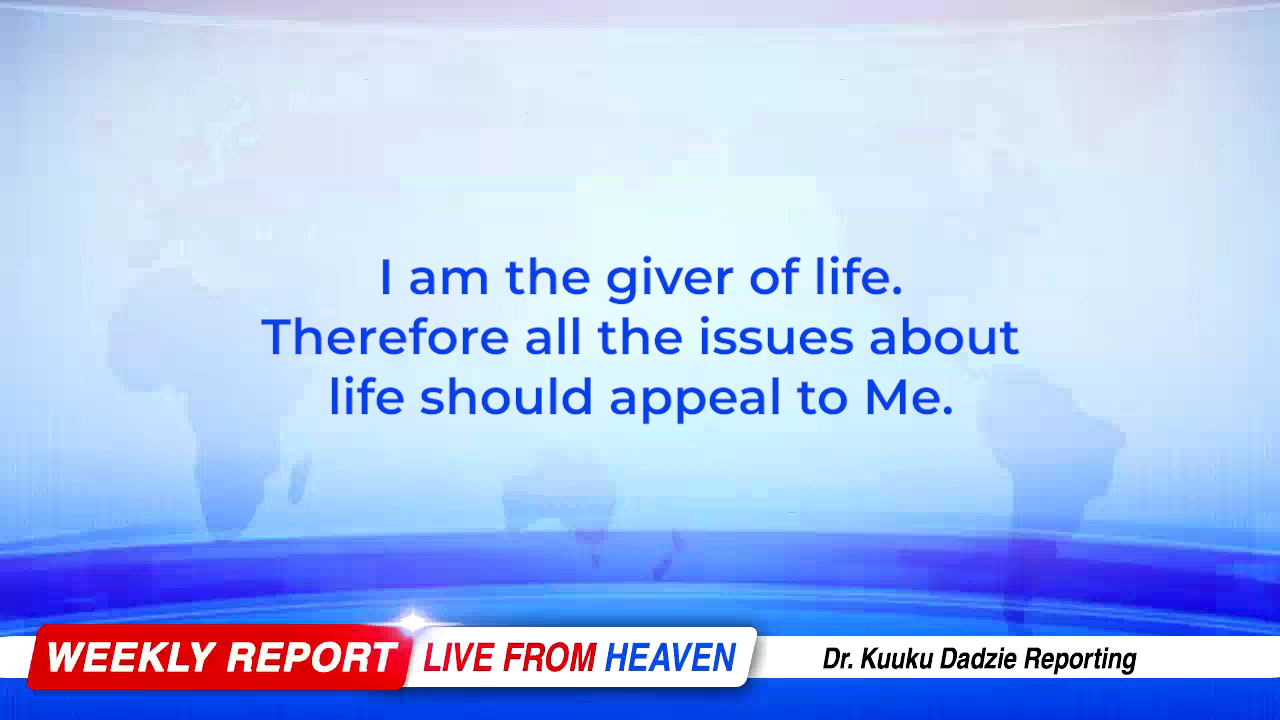 I am the giver of life.
Therefore all the issues about
life should appeal to Me.
WEEKLY REPORT LIVE FROM HEAVEN Dr. Kuuku Dadzie Reporting